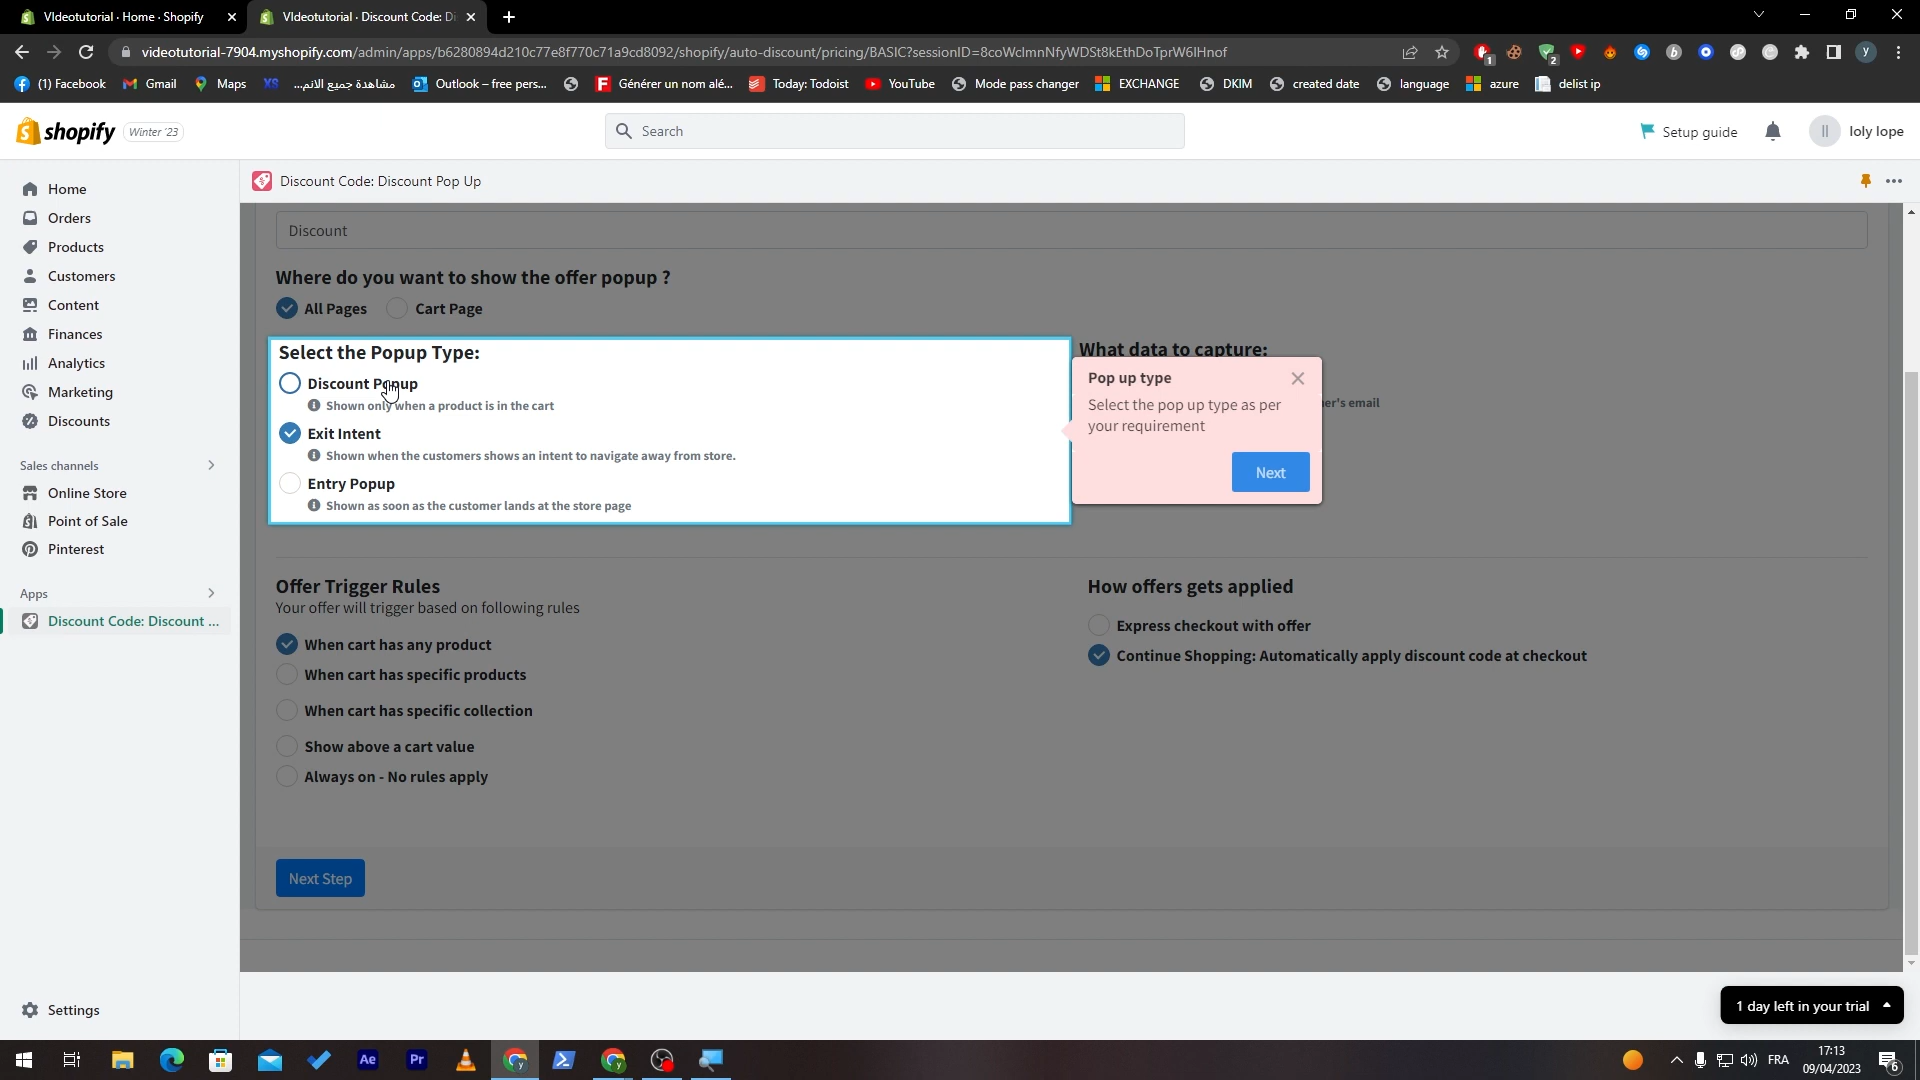 VIdeotutorial · Home · Shopify
VIdeotutorial · Discount Code: Di
videotutorial-7904.myshopify.com/admin/apps/b6280894d210c77e8f770c71a9cd8092/shopify/auto-discount/pricing/BASIC?sessionID=8coWclmnNfyWDSt8kEthDoTprW6lHnof
1
2
y
(1) Facebook
Gmail
Maps
XS
مشاهدة جميع الانم...
Outlook – free pers...
Générer un nom alé...
Today: Todoist
YouTube
Mode pass changer
EXCHANGE
DKIM
created date
language
azure
delist ip
shopify
Winter '23
Search
Setup guide
ll
loly lope
Home
Orders
Products
Customers
Content
Finances
Analytics
Marketing
Discounts
Sales channels
Online Store
Point of Sale
Pinterest
Apps
Discount Code: Discount ...
Settings
Discount Code: Discount Pop Up
Discount
Where do you want to show the offer popup ?
All Pages
Cart Page
Select the Popup Type:
Discount Popup
Shown only when a product is in the cart
Exit Intent
Shown when the customers shows an intent to navigate away from store.
Entry Popup
Shown as soon as the customer lands at the store page
What data to capture:
er's email
Pop up type
Select the pop up type as per
your requirement
Next
Offer Trigger Rules
Your offer will trigger based on following rules
When cart has any product
When cart has specific products
When cart has specific collection
Show above a cart value
Always on - No rules apply
How offers gets applied
Express checkout with offer
Continue Shopping: Automatically apply discount code at checkout
Next Step
1 day left in your trial
Ae
Pr
FRA
17:13
09/04/2023
6